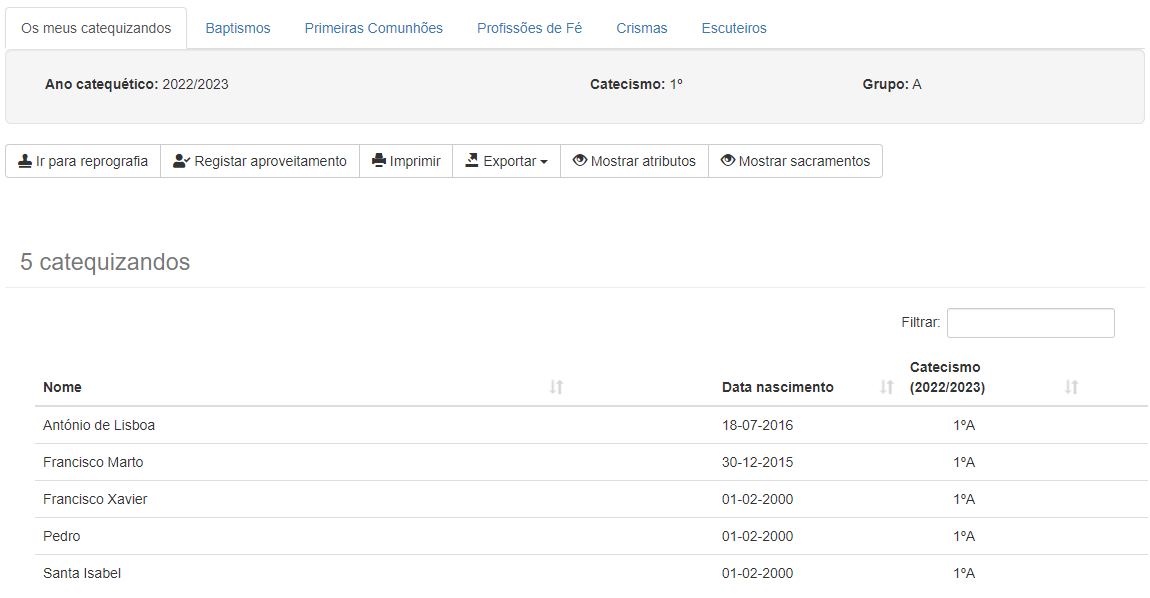 Os meus catequizandos Baptismos Primeiras Comunhões Profissões de Fé Crismas Escuteiros
Ano catequético: 2022/2023 Catecismo: 1º Grupo: A
Ir para reprografia Registar aproveitamento Imprimir Exportar Mostrar atributos Mostrar sacramentos
5 catequizandos
Filtrar:
Nome Data nascimento Catecismo
(2022/2023)
António de Lisboa 18-07-2016 1ºA
Francisco Marto 30-12-2015 1ºA
Francisco Xavier 01-02-2000 1ºA
Pedro 01-02-2000 1ºA
Santa Isabel 01-02-2000 1ºA